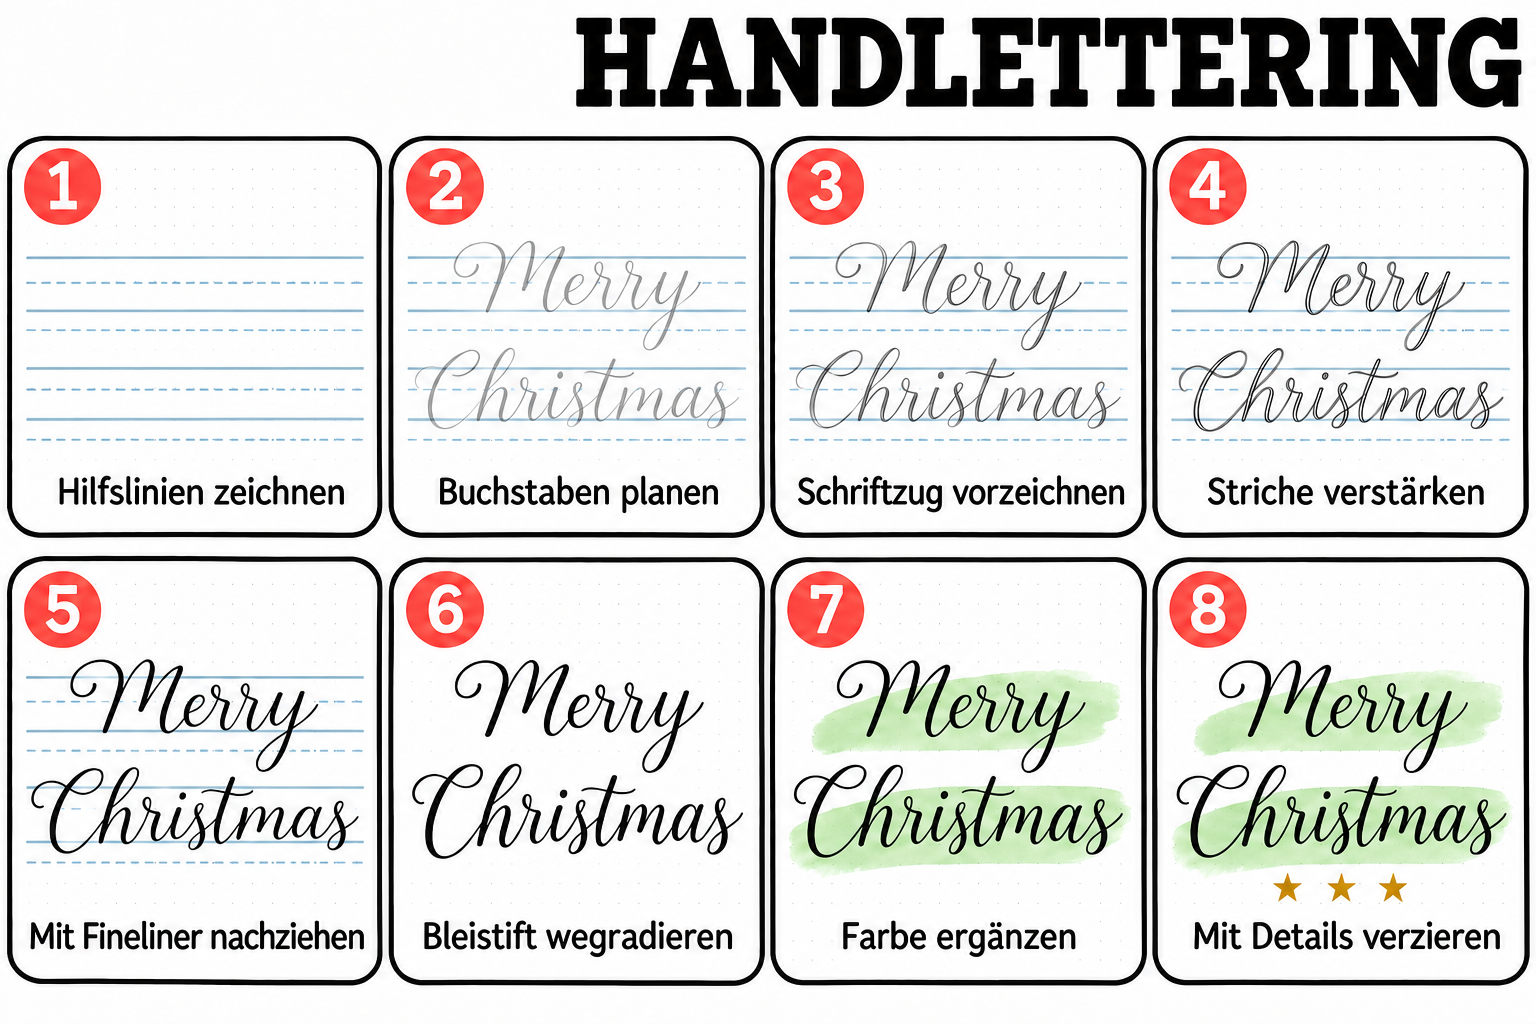 HANDLETTERING
1
Hilfslinien zeichnen
2
Merry
Christmas
Buchstaben planen
3
Merry
Christmas
Schriftzug vorzeichnen
4
Merry
Christmas
Striche verstärken
5
Merry
Christmas
Mit Fineliner nachziehen
6
Merry
Christmas
Bleistift wegradieren
7
Merry
Christmas
Farbe ergänzen
8
Merry
Christmas
Mit Details verzieren